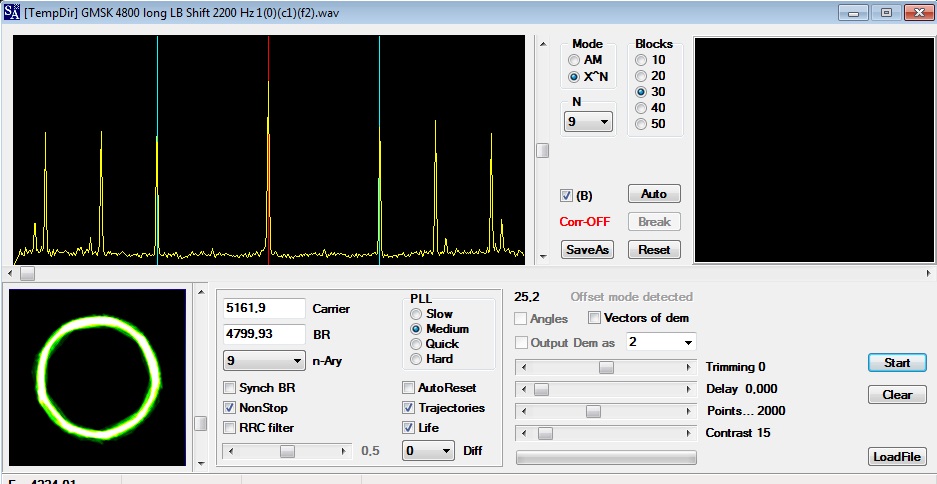 SA [TempDir] GMSK 4800 long LB Shift 2200 Hz 1(0)(c1)(f2).wav
Mode
AM
X^N
N
9
Blocks
10
20
30
40
50
(B)
Auto
Corr-OFF
Break
SaveAs
Reset
5161,9 Carrier
4799,93 BR
9 n-Ary
Synch BR
NonStop
RRC filter
0,5
PLL
Slow
Medium
Quick
Hard
AutoReset
Trajectories
Life
0 Diff
25,2 Offset mode detected
Angles Vectors of dem
Output Dem as 2
Trimming 0
Delay 0,000
Points... 2000
Contrast 15
Start
Clear
LoadFile